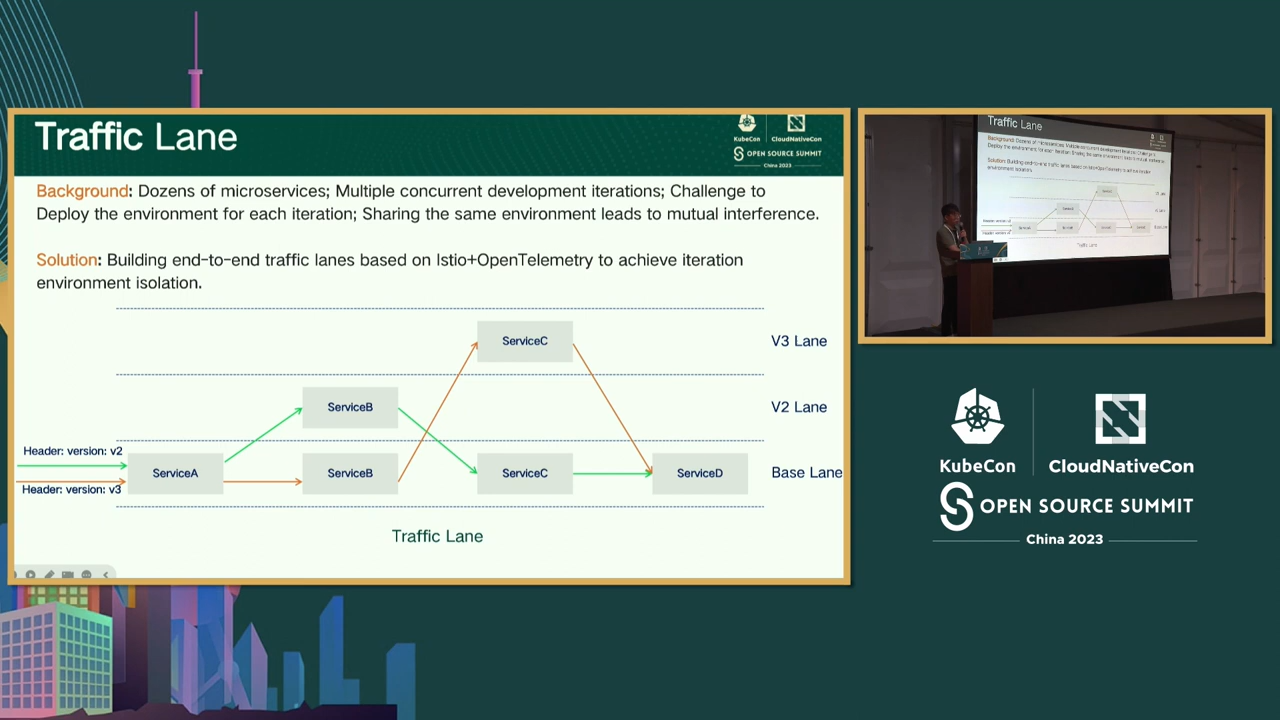 Traffic Lane
KubeCon
CloudNativeCon
OPEN SOURCE SUMMIT
China 2023
Background: Dozens of microservices; Multiple concurrent development iterations; Challenge to
Deploy the environment for each iteration; Sharing the same environment leads to mutual interference.
Solution: Building end-to-end traffic lanes based on Istio+OpenTelemetry to achieve iteration
environment isolation.
ServiceC
V3 Lane
ServiceB
V2 Lane
Header: version: v2
ServiceA
ServiceB
ServiceC
ServiceD
Base Lane
Header: version: v3
Traffic Lane
Traffic Lane
KubeCon
CloudNativeCon
OPEN SOURCE SUMMIT
China 2023